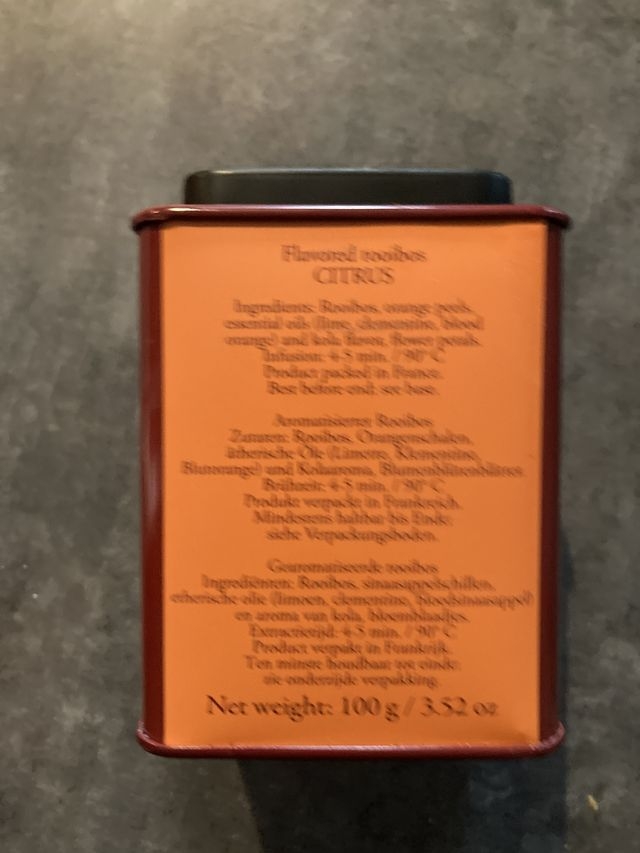 Flavored rooibos
CITRUS
Ingredients: Rooibos, orange peels,
essential oils (lime, clementine, blood
orange) and kola flavor, flower petals.
Infusion: 4-5 min. / 90° C
Product packed in France.
Best before end: see base.
Aromatisierter Rooibos
Zutaten: Rooibos, Orangenschalen,
ätherische Öle (Limette, Klementine,
Blutorange) und Kolaaroma, Blumenblütenblätter.
Brühzeit: 4-5 min. / 90° C
Produkt verpackt in Frankreich.
Mindestens haltbar bis Ende:
siehe Verpackungsboden.
Gearomatiseerde rooibos
Ingrediënten: Rooibos, sinaasappelschillen,
etherische olie (limoen, clementine, bloedsinaasappel)
en aroma van kola, bloemblaadjes.
Extractietijd: 4-5 min. / 90° C
Product verpakt in Frankrijk.
Ten minste houdbaar tot einde:
zie onderzijde verpakking.
Net weight: 100 g / 3.52 oz